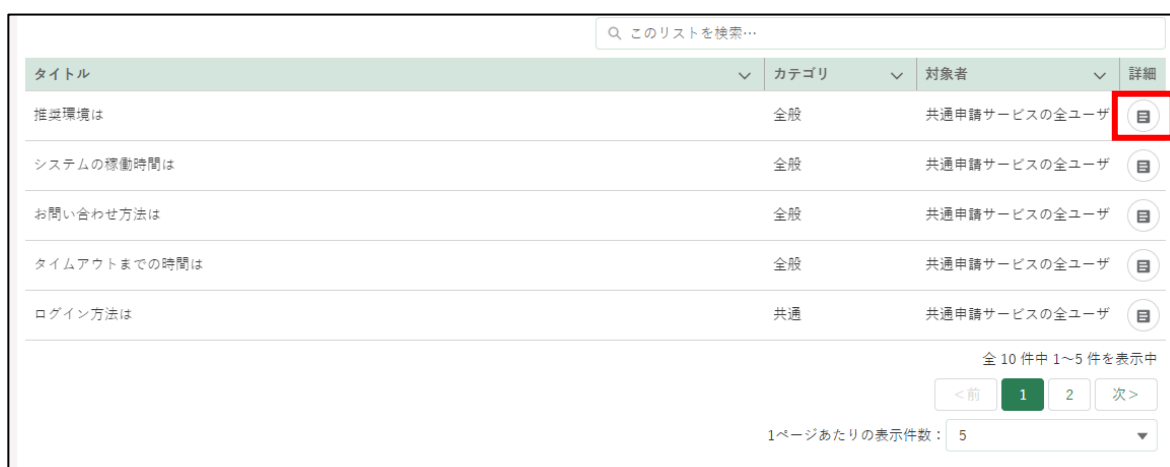 このリストを検索…
タイトル カテゴリ 対象者 詳細
推奨環境は 全般 共通申請サービスの全ユーザ
システムの稼働時間は 全般 共通申請サービスの全ユーザ
お問い合わせ方法は 全般 共通申請サービスの全ユーザ
タイムアウトまでの時間は 全般 共通申請サービスの全ユーザ
ログイン方法は 共通 共通申請サービスの全ユーザ
全 10 件中 1～5 件を表示中
<前 1 2 次>
1ページあたりの表示件数： 5